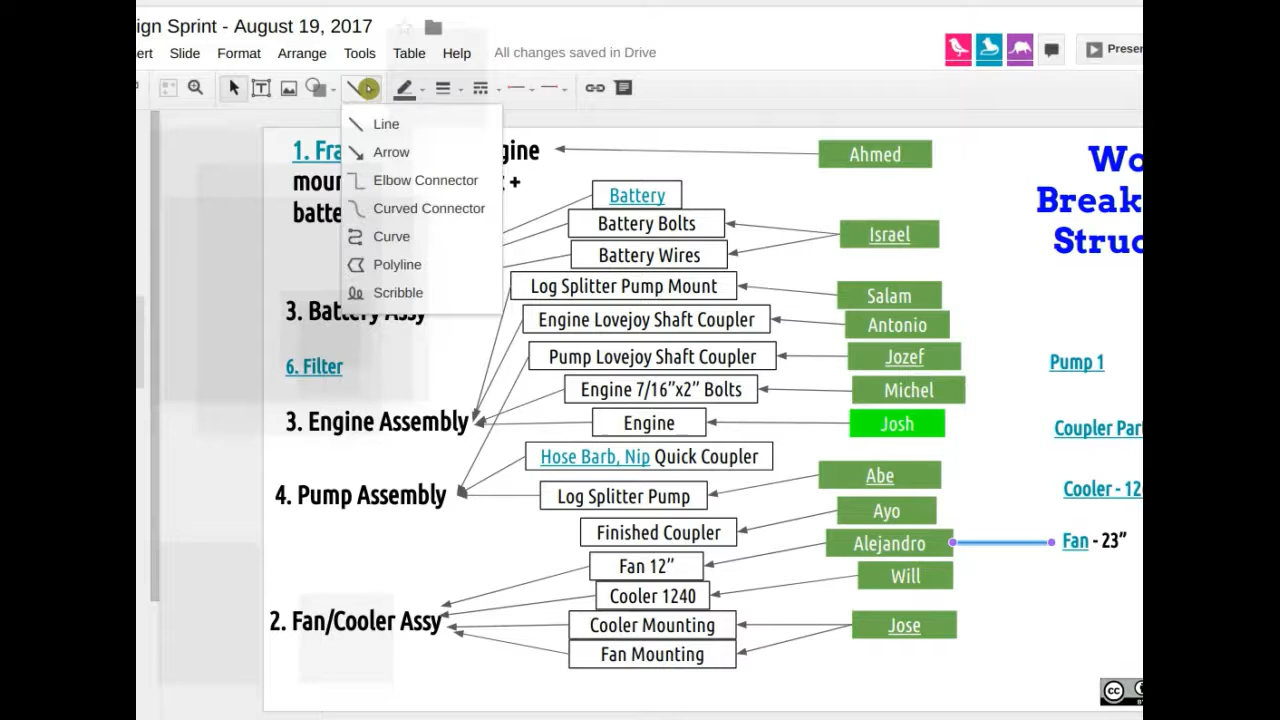 ign Sprint - August 19, 2017
ert Slide Format Arrange Tools Table Help All changes saved in Drive
Presen
Line
Arrow
Elbow Connector
Curved Connector
Curve
Polyline
Scribble
1. Fra gine
moun +
batte
3. Battery Assy
6. Filter
3. Engine Assembly
4. Pump Assembly
2. Fan/Cooler Assy
Battery
Battery Bolts
Battery Wires
Log Splitter Pump Mount
Engine Lovejoy Shaft Coupler
Pump Lovejoy Shaft Coupler
Engine 7/16”x2” Bolts
Engine
Hose Barb, Nip Quick Coupler
Log Splitter Pump
Finished Coupler
Fan 12”
Cooler 1240
Cooler Mounting
Fan Mounting
Ahmed
Israel
Salam
Antonio
Jozef
Michel
Josh
Abe
Ayo
Alejandro
Will
Jose
Wo
Break
Struc
Pump 1
Coupler Par
Cooler - 12
Fan - 23”
cc